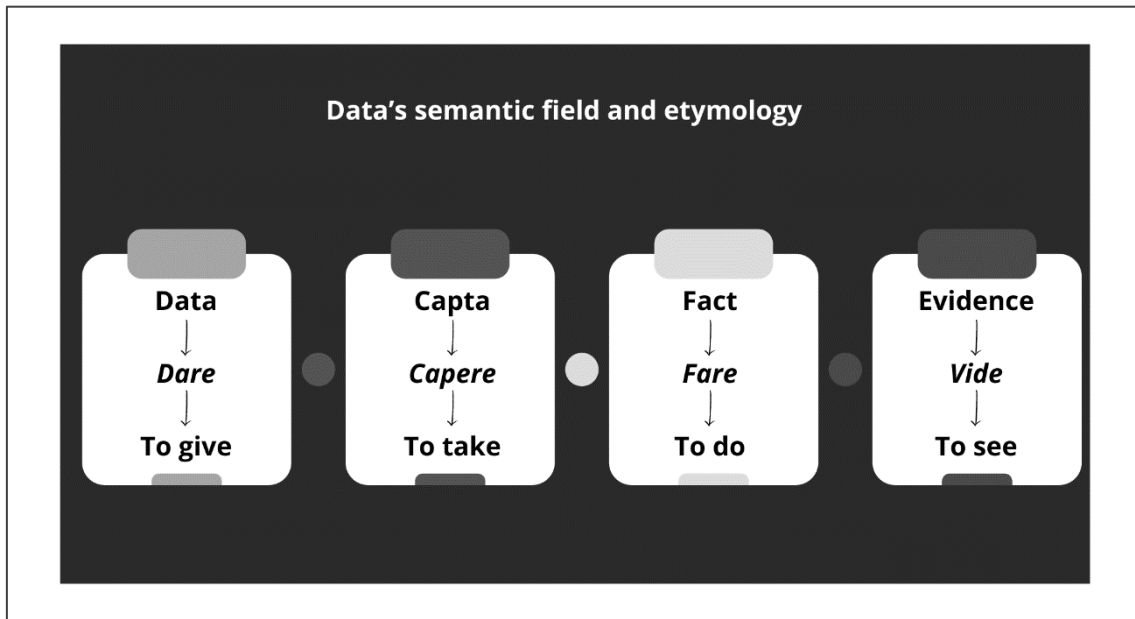 Data’s semantic field and etymology
Data
Dare
To give
Capta
Capere
To take
Fact
Fare
To do
Evidence
Vide
To see